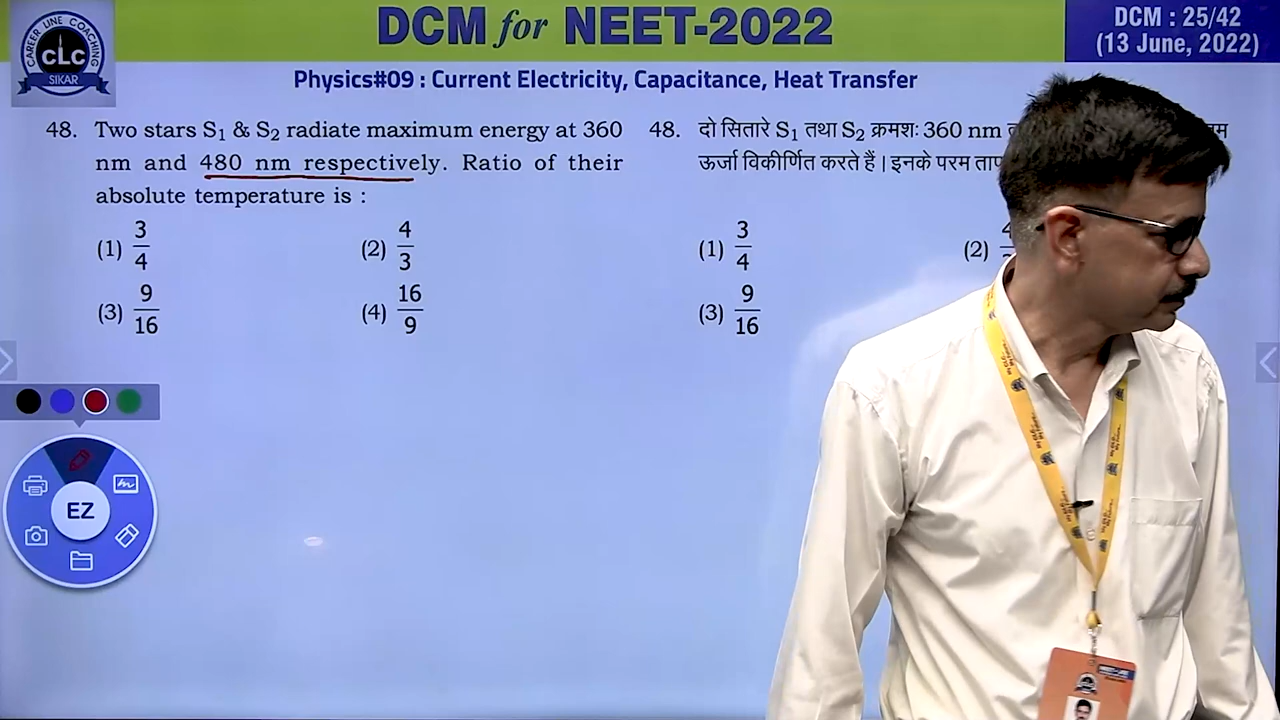 DCM for NEET-2022
DCM : 25/42
(13 June, 2022)
CAREER LINE COACHING
CLC
SIKAR
Physics#09 : Current Electricity, Capacitance, Heat Transfer
48. Two stars S1 & S2 radiate maximum energy at 360
nm and 480 nm respectively. Ratio of their
absolute temperature is :
(1) 3/4
(2) 4/3
(3) 9/16
(4) 16/9
48. दो सितारे S1 तथा S2 क्रमशः 360 nm
ऊर्जा विकीर्णित करते हैं। इनके परम
(1) 3/4
(2)
(3) 9/16
EZ